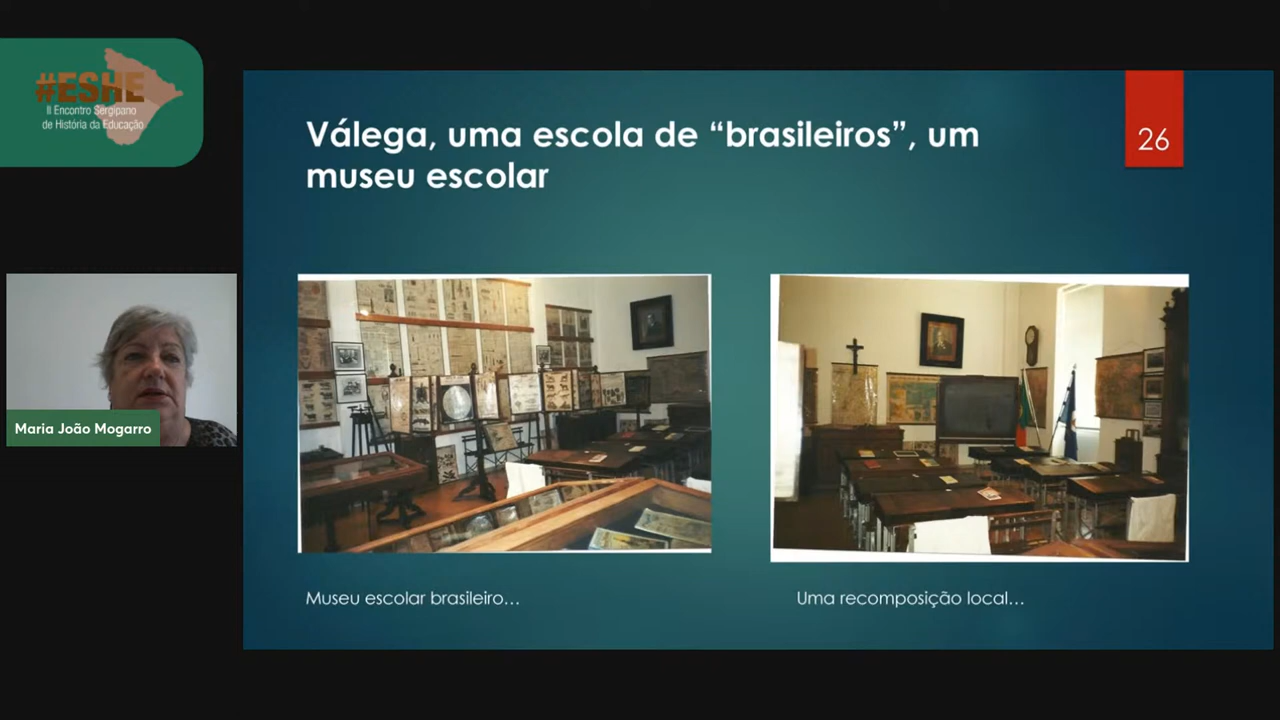 #ESHE
II Encontro Sergipano
de História da Educação
Válega, uma escola de “brasileiros”, um
museu escolar
26
Maria João Mogarro
Museu escolar brasileiro...
Uma recomposição local...